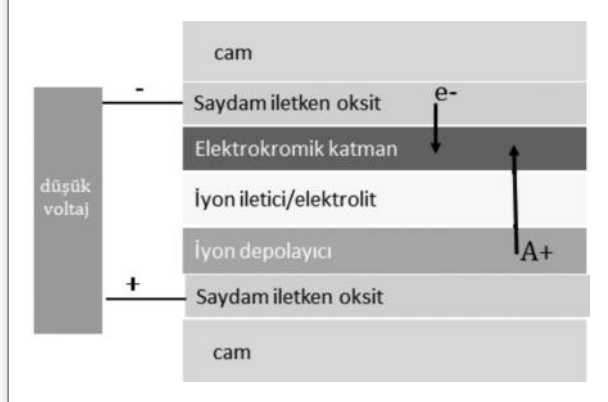 cam
-
Saydam iletken oksit
e-
Elektrokromik katman
düşük
voltaj
İyon iletici/elektrolit
İyon depolayıcı
A+
+
Saydam iletken oksit
cam